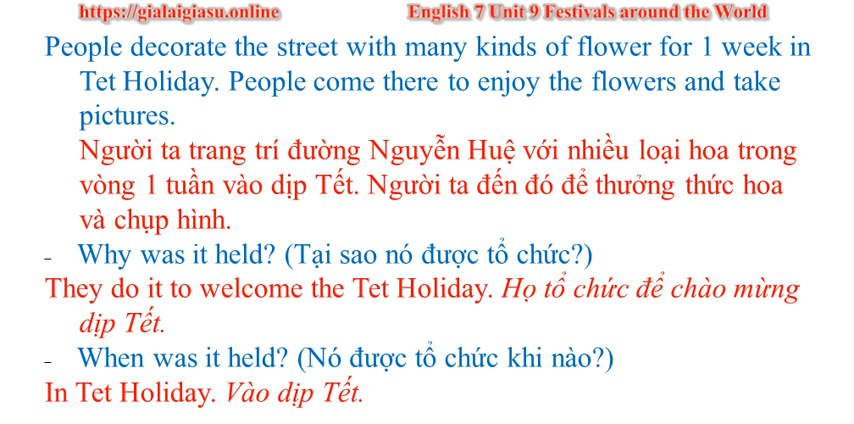 https://gialaigiasu.online English 7 Unit 9 Festivals around the World
People decorate the street with many kinds of flower for 1 week in
Tet Holiday. People come there to enjoy the flowers and take
pictures.
Người ta trang trí đường Nguyễn Huệ với nhiều loại hoa trong
vòng 1 tuần vào dịp Tết. Người ta đến đó để thưởng thức hoa
và chụp hình.
- Why was it held? (Tại sao nó được tổ chức?)
They do it to welcome the Tet Holiday. Họ tổ chức để chào mừng
dịp Tết.
- When was it held? (Nó được tổ chức khi nào?)
In Tet Holiday. Vào dịp Tết.